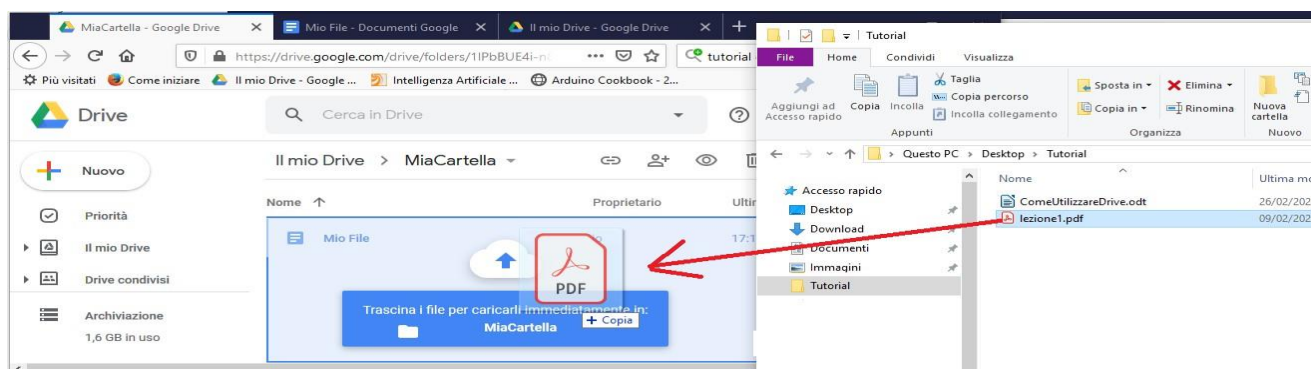 MiaCartella - Google Drive
Mio File - Documenti Google
Il mio Drive - Google Drive
https://drive.google.com/drive/folders/1IPbBUE4i-n
tutorial
Più visitati Come iniziare Il mio Drive - Google ... Intelligenza Artificiale ... Arduino Cookbook - 2...
Drive
Cerca in Drive
Nuovo
Il mio Drive > MiaCartella
Nome
Proprietario
Mio File
17:1
Priorità
Il mio Drive
Drive condivisi
Archiviazione
1,6 GB in uso
PDF
Trascina i file per caricarli immediatamente in:
MiaCartella
+ Copia
Tutorial
File Home Condividi Visualizza
Aggiungi ad
Accesso rapido
Copia
Incolla
Taglia
Copia percorso
Incolla collegamento
Appunti
Sposta in
Copia in
Elimina
Rinomina
Organizza
Nuova
cartella
Nuovo
Questo PC > Desktop > Tutorial
Accesso rapido
Desktop
Download
Documenti
Immagini
Tutorial
Nome
Ultima mo
ComeUtilizzareDrive.odt
26/02/202
lezione1.pdf
09/02/202